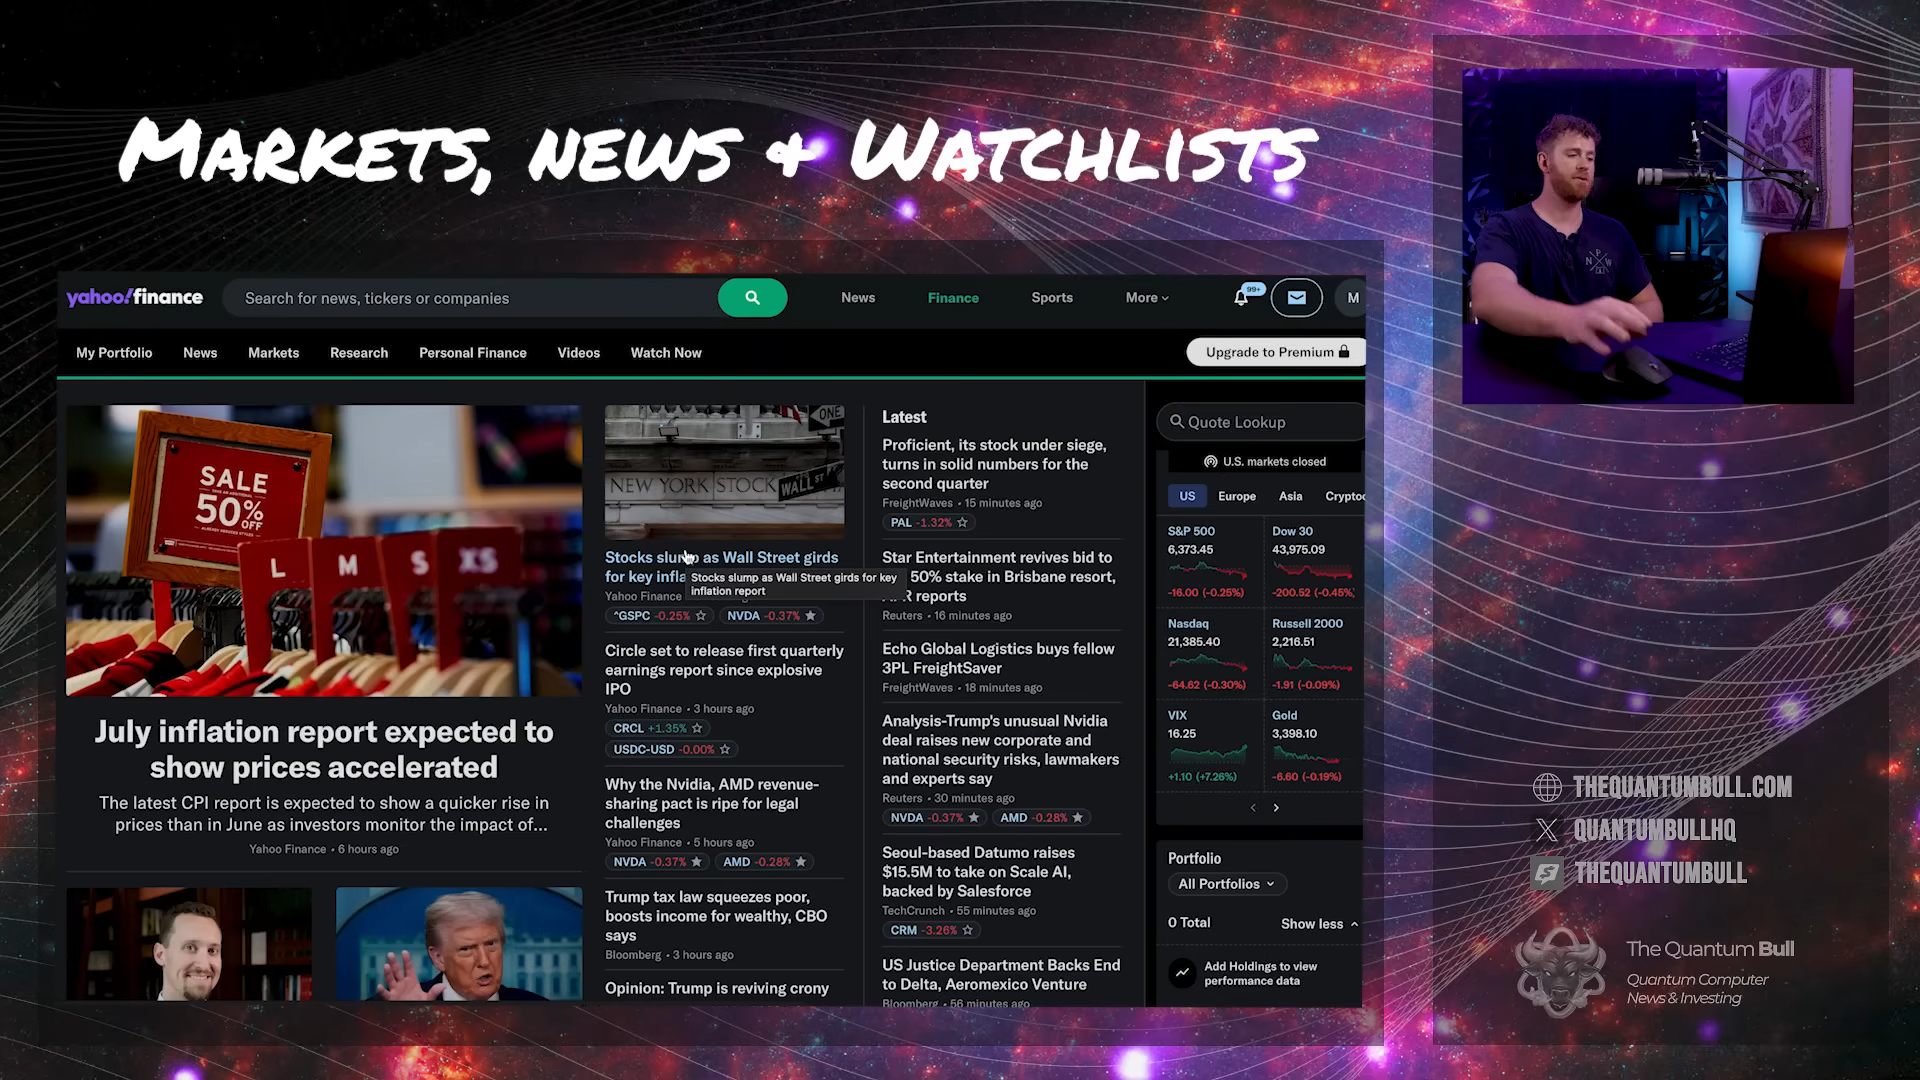 MARKETS, NEWS & WATCHLISTS
yahoo!finance
Search for news, tickers or companies
News
Finance
Sports
More
99+
M
My Portfolio
News
Markets
Research
Personal Finance
Videos
Watch Now
Upgrade to Premium
SALE
50%
OFF
L
M
S
XS
July inflation report expected to
show prices accelerated
The latest CPI report is expected to show a quicker rise in
prices than in June as investors monitor the impact of...
Yahoo Finance • 6 hours ago
ONE
NEW YORK STOCK
WALL ST
Stocks slump as Wall Street girds
for key infla
Stocks slump as Wall Street girds for key
inflation report
Yahoo Finance
^GSPC -0.25%
NVDA -0.37%
Circle set to release first quarterly
earnings report since explosive
IPO
Yahoo Finance • 3 hours ago
CRCL +1.35%
USDC-USD -0.00%
Why the Nvidia, AMD revenue-
sharing pact is ripe for legal
challenges
Yahoo Finance • 5 hours ago
NVDA -0.37%
AMD -0.28%
Trump tax law squeezes poor,
boosts income for wealthy, CBO
says
Bloomberg • 3 hours ago
Opinion: Trump is reviving crony
Latest
Proficient, its stock under siege,
turns in solid numbers for the
second quarter
FreightWaves • 15 minutes ago
PAL -1.32%
Star Entertainment revives bid to
50% stake in Brisbane resort,
R reports
Reuters • 16 minutes ago
Echo Global Logistics buys fellow
3PL FreightSaver
FreightWaves • 18 minutes ago
Analysis-Trump's unusual Nvidia
deal raises new corporate and
national security risks, lawmakers
and experts say
Reuters • 30 minutes ago
NVDA -0.37%
AMD -0.28%
Seoul-based Datumo raises
$15.5M to take on Scale AI,
backed by Salesforce
TechCrunch • 55 minutes ago
CRM -3.26%
US Justice Department Backs End
to Delta, Aeromexico Venture
Bloomberg • 56 minutes ago
Quote Lookup
U.S. markets closed
US
Europe
Asia
Cryptoc
S&P 500
6,373.45
-16.00 (-0.25%)
Dow 30
43,975.09
-200.52 (-0.45%)
Nasdaq
21,385.40
-64.62 (-0.30%)
Russell 2000
2,216.51
-1.91 (-0.09%)
VIX
16.25
+1.10 (+7.26%)
Gold
3,398.10
-6.60 (-0.19%)
Portfolio
All Portfolios
0 Total
Show less
Add Holdings to view
performance data
N P
W
THEQUANTUMBULL.COM
QUANTUMBULLHQ
THEQUANTUMBULL
The Quantum Bull
Quantum Computer
News & Investing